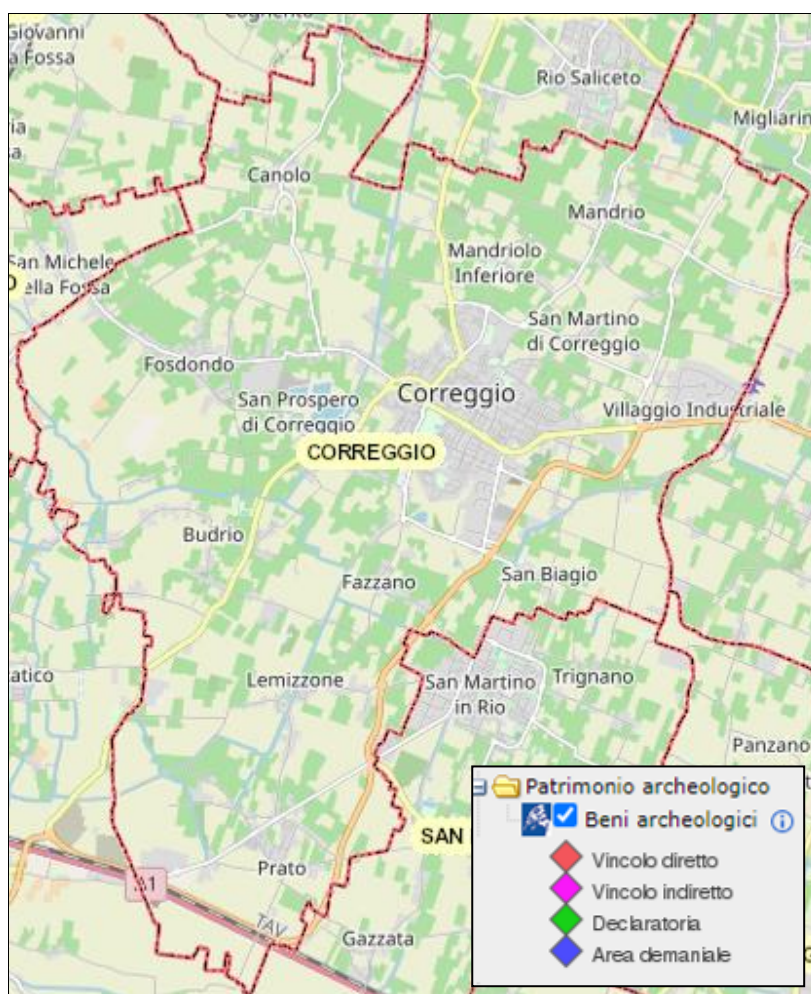 Giovanni
a Fossa
Rio Saliceto
Migliarin
Canolo
Mandrio
Mandriolo
Inferiore
San Michele
ella Fossa
San Martino
di Correggio
Fosdondo
San Prospero
di Correggio
Correggio
Villaggio Industriale
CORREGGIO
Budrio
Fazzano
San Biagio
atico
Lemizzone
San Martino
in Rio
Trignano
Panzano
Patrimonio archeologico
Beni archeologici
SAN
Vincolo diretto
Vincolo indiretto
Declaratoria
Area demaniale
Prato
A1
TAV
Gazzata